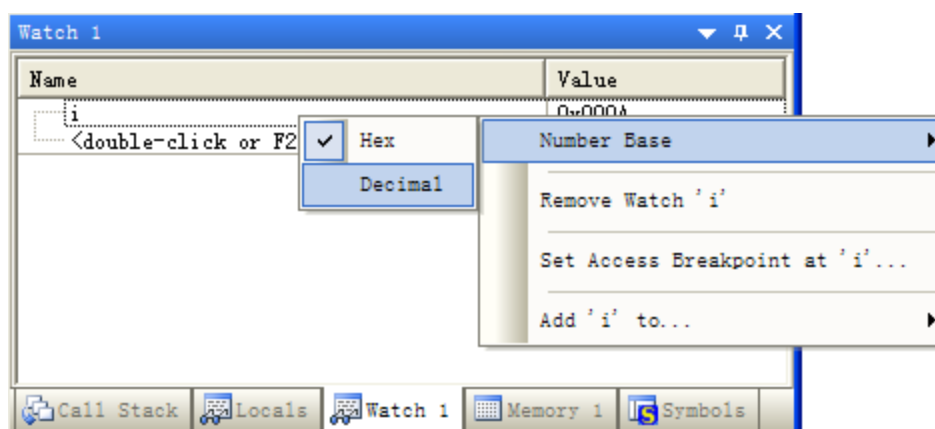 Watch 1
Name Value
i 0x000A
<double-click or F2
Hex
Decimal
Number Base
Remove Watch 'i'
Set Access Breakpoint at 'i'...
Add 'i' to...
Call Stack Locals Watch 1 Memory 1 Symbols